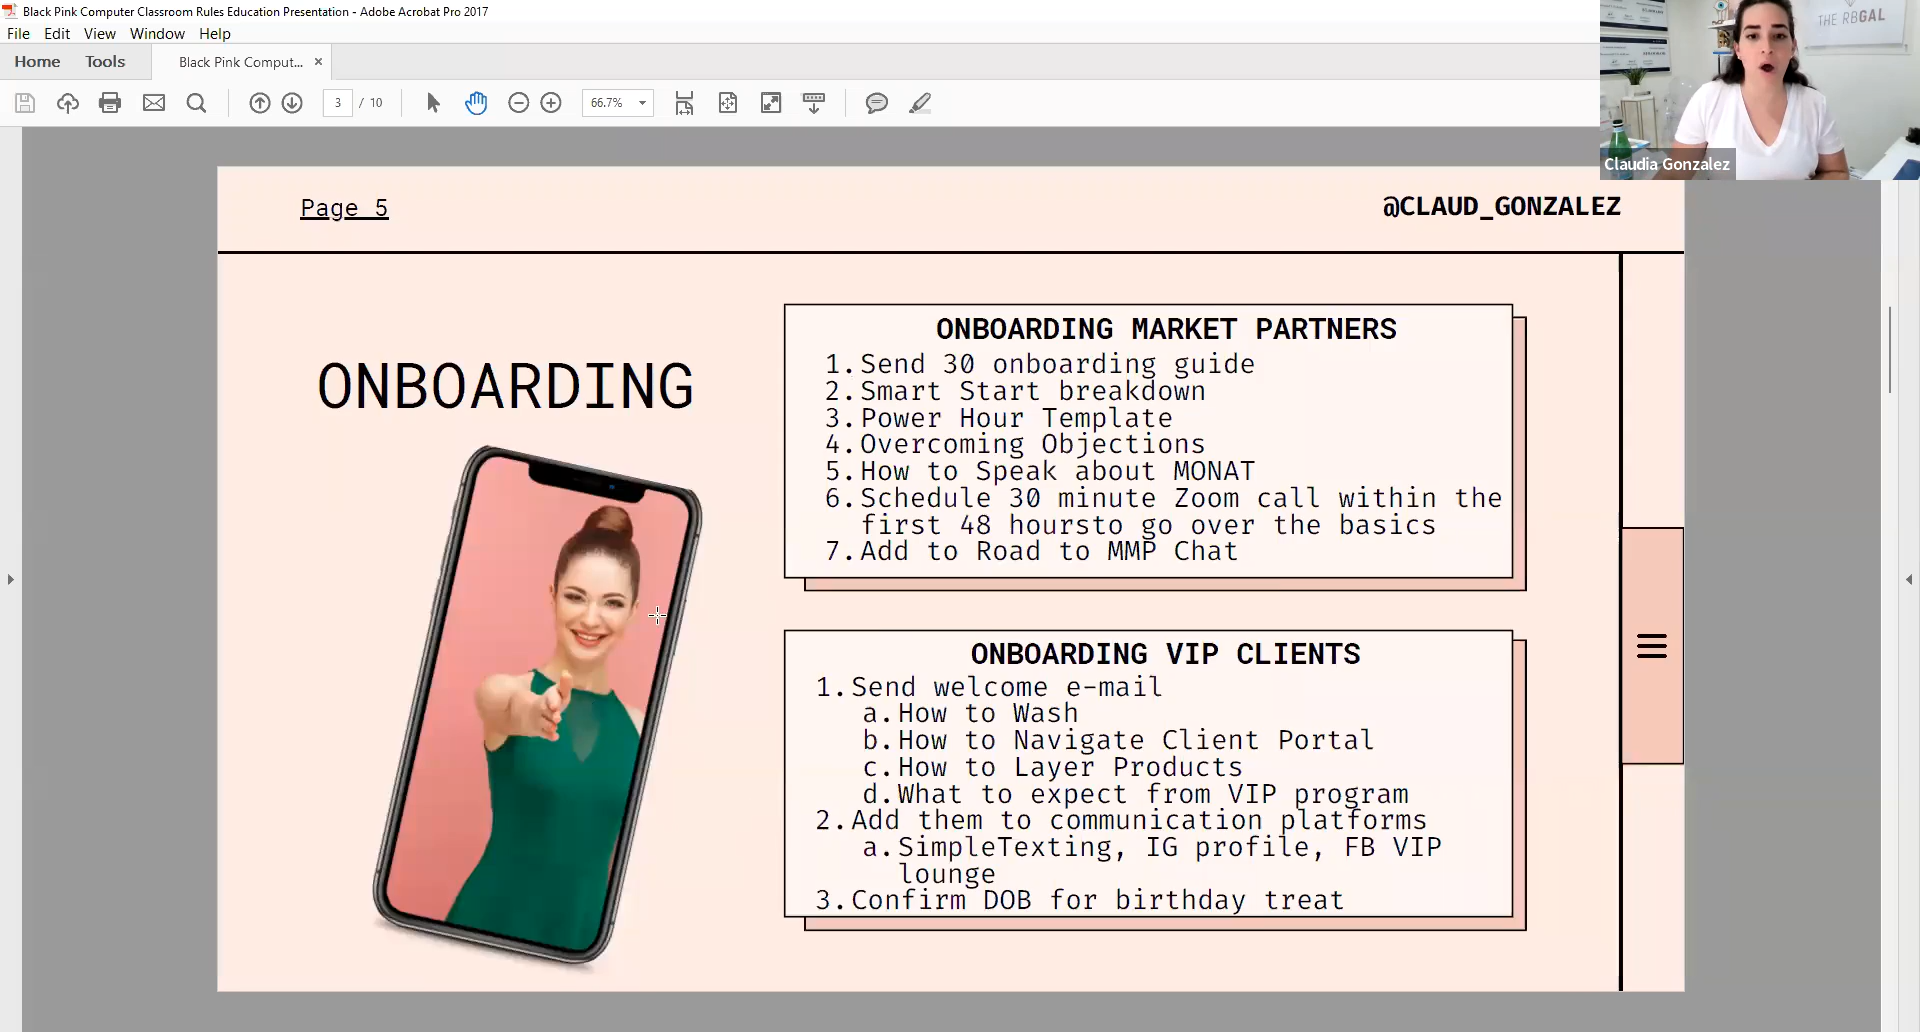 Black Pink Computer Classroom Rules Education Presentation - Adobe Acrobat Pro 2017
File Edit View Window Help
Home Tools Black Pink Comput... ×
3 / 10 66.7%
THE RBGAL
Claudia Gonzalez
Page 5
@CLAUD_GONZALEZ
ONBOARDING
ONBOARDING MARKET PARTNERS
1. Send 30 onboarding guide
2. Smart Start breakdown
3. Power Hour Template
4. Overcoming Objections
5. How to Speak about MONAT
6. Schedule 30 minute Zoom call within the
first 48 hoursto go over the basics
7. Add to Road to MMP Chat
ONBOARDING VIP CLIENTS
1. Send welcome e-mail
a. How to Wash
b. How to Navigate Client Portal
c. How to Layer Products
d. What to expect from VIP program
2. Add them to communication platforms
a. SimpleTexting, IG profile, FB VIP
lounge
3. Confirm DOB for birthday treat